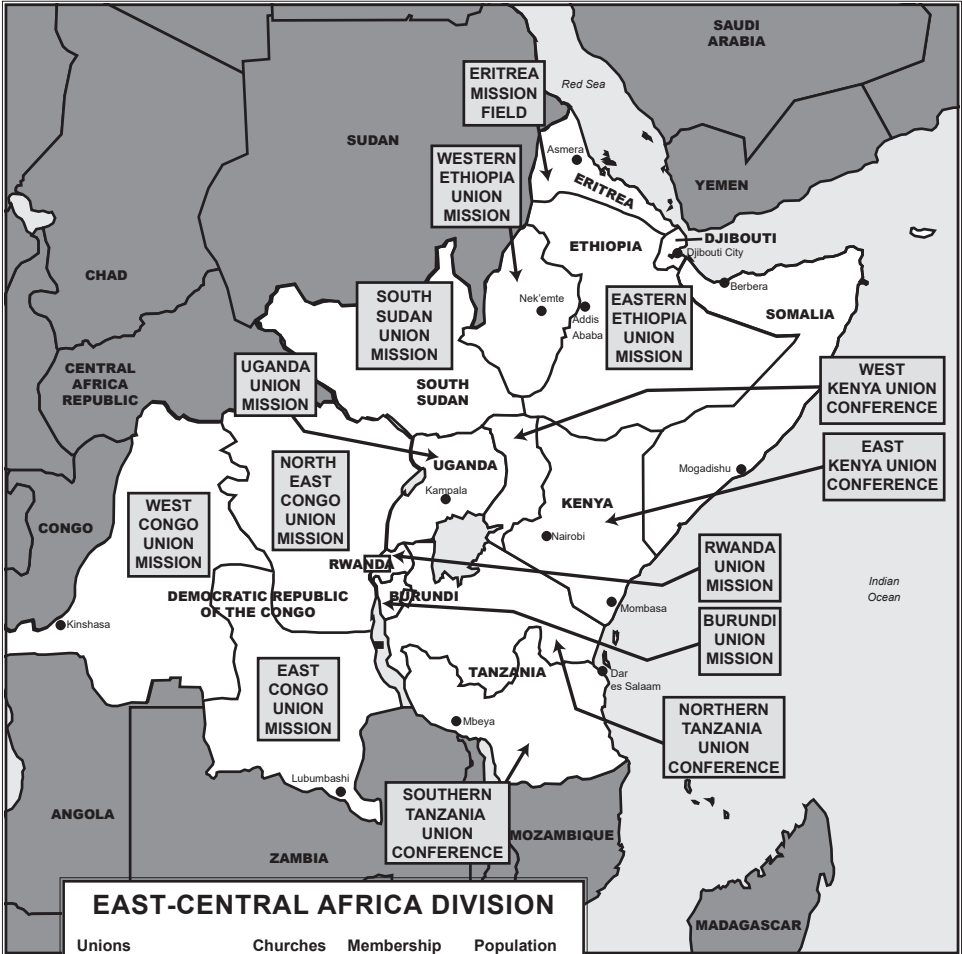 SAUDI
ARABIA
Red Sea
ERITREA
MISSION
FIELD
SUDAN
Asmera
WESTERN
ETHIOPIA
UNION
MISSION
ERITREA
YEMEN
ETHIOPIA
DJIBOUTI
Djibouti City
CHAD
Berbera
SOUTH
SUDAN
UNION
MISSION
Nek'emte
Addis
Ababa
EASTERN
ETHIOPIA
UNION
MISSION
SOMALIA
CENTRAL
AFRICA
REPUBLIC
UGANDA
UNION
MISSION
SOUTH
SUDAN
WEST
KENYA UNION
CONFERENCE
NORTH
EAST
CONGO
UNION
MISSION
UGANDA
Kampala
EAST
KENYA UNION
CONFERENCE
Mogadishu
KENYA
WEST
CONGO
UNION
MISSION
CONGO
Nairobi
RWANDA
RWANDA
UNION
MISSION
DEMOCRATIC REPUBLIC
OF THE CONGO
BURUNDI
Indian
Ocean
Mombasa
BURUNDI
UNION
MISSION
Kinshasa
EAST
CONGO
UNION
MISSION
TANZANIA
Dar
es Salaam
Mbeya
NORTHERN
TANZANIA
UNION
CONFERENCE
Lubumbashi
ANGOLA
SOUTHERN
TANZANIA
UNION
CONFERENCE
MOZAMBIQUE
ZAMBIA
MADAGASCAR
EAST-CENTRAL AFRICA DIVISION
Unions Churches Membership Population